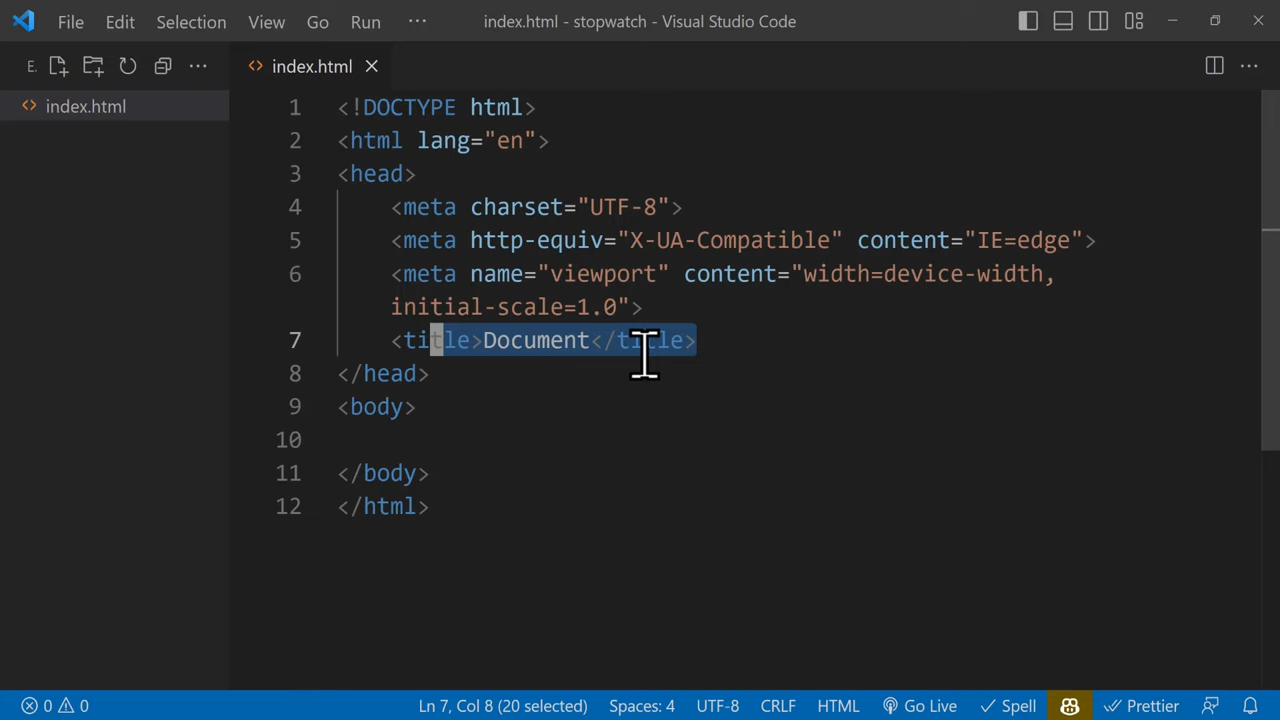 File Edit Selection View Go Run ··· index.html - stopwatch - Visual Studio Code
E. ··· index.html
index.html
1 <!DOCTYPE html>
2 <html lang="en">
3 <head>
4 <meta charset="UTF-8">
5 <meta http-equiv="X-UA-Compatible" content="IE=edge">
6 <meta name="viewport" content="width=device-width,
initial-scale=1.0">
7 <title>Document</title>
8 </head>
9 <body>
10
11 </body>
12 </html>
0 0 Ln 7, Col 8 (20 selected) Spaces: 4 UTF-8 CRLF HTML Go Live Spell Prettier